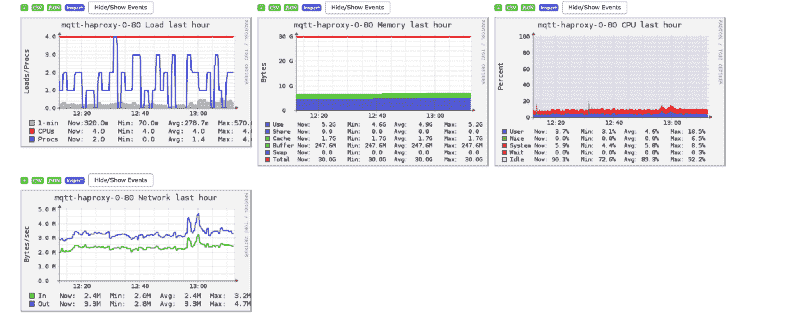 CSV JSON Inspect Hide/Show Events
mqtt-haproxy-0-80 Load last hour
Loads/Procs
4.0
3.0
2.0
1.0
0.0
12:20 12:40 13:00
1-min Now:320.0m Min: 70.0m Avg:278.7m Max:570.
CPUs Now: 4.0 Min: 4.0 Avg: 4.0 Max: 4.
Procs Now: 2.0 Min: 0.0 Avg: 1.4 Max: 4.
CSV JSON Inspect Hide/Show Events
mqtt-haproxy-0-80 Memory last hour
Bytes
30 G
20 G
10 G
0
12:20 12:40 13:00
Use Now: 5.2G Min: 4.6G Avg: 4.9G Max: 5.2G
Share Now: 0.0 Min: 0.0 Avg: 0.0 Max: 0.0
Cache Now: 1.7G Min: 1.7G Avg: 1.7G Max: 1.7G
Buffer Now: 247.6M Min: 247.6M Avg: 247.6M Max: 247.6M
Swap Now: 0.0 Min: 0.0 Avg: 0.0 Max: 0.0
Total Now: 30.0G Min: 30.0G Avg: 30.0G Max: 30.0G
CSV JSON Inspect Hide/Show Events
mqtt-haproxy-0-80 CPU last hour
Percent
100
80
60
40
20
0
12:20 12:40 13:00
User Now: 3.7% Min: 3.1% Avg: 4.6% Max: 18.5%
Nice Now: 0.0% Min: 0.0% Avg: 0.0% Max: 6.5%
System Now: 5.9% Min: 4.4% Avg: 5.8% Max: 8.5%
Wait Now: 0.0% Min: 0.0% Avg: 0.0% Max: 0.3%
Idle Now: 90.3% Min: 72.6% Avg: 89.3% Max: 92.2%
CSV JSON Inspect Hide/Show Events
mqtt-haproxy-0-80 Network last hour
Bytes/sec
5.0 M
4.0 M
3.0 M
2.0 M
1.0 M
0.0
12:20 12:40 13:00
In Now: 2.4M Min: 2.0M Avg: 2.4M Max: 3.2M
Out Now: 3.3M Min: 2.8M Avg: 3.3M Max: 4.7M